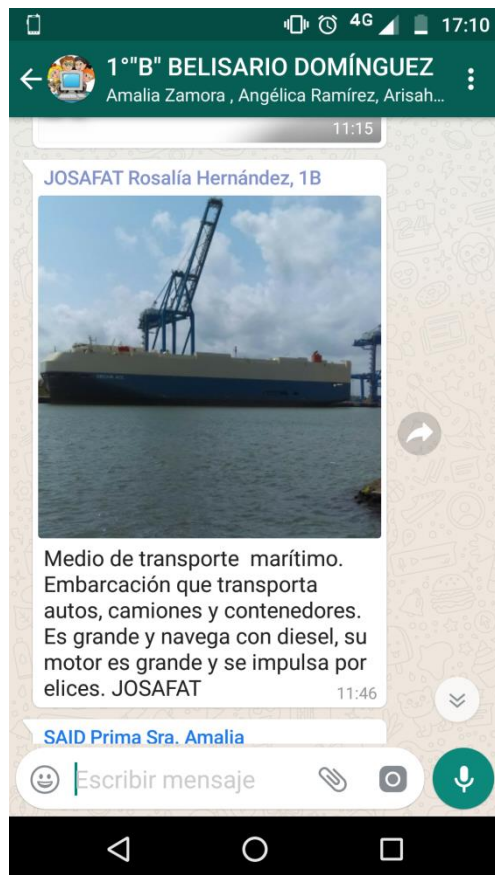 4G 17:10
1°"B" BELISARIO DOMÍNGUEZ
Amalia Zamora , Angélica Ramírez, Arisah...
11:15
JOSAFAT Rosalía Hernández, 1B
Medio de transporte marítimo.
Embarcación que transporta
autos, camiones y contenedores.
Es grande y navega con diesel, su
motor es grande y se impulsa por
elices. JOSAFAT
11:46
SAID Prima Sra. Amalia
Escribir mensaje